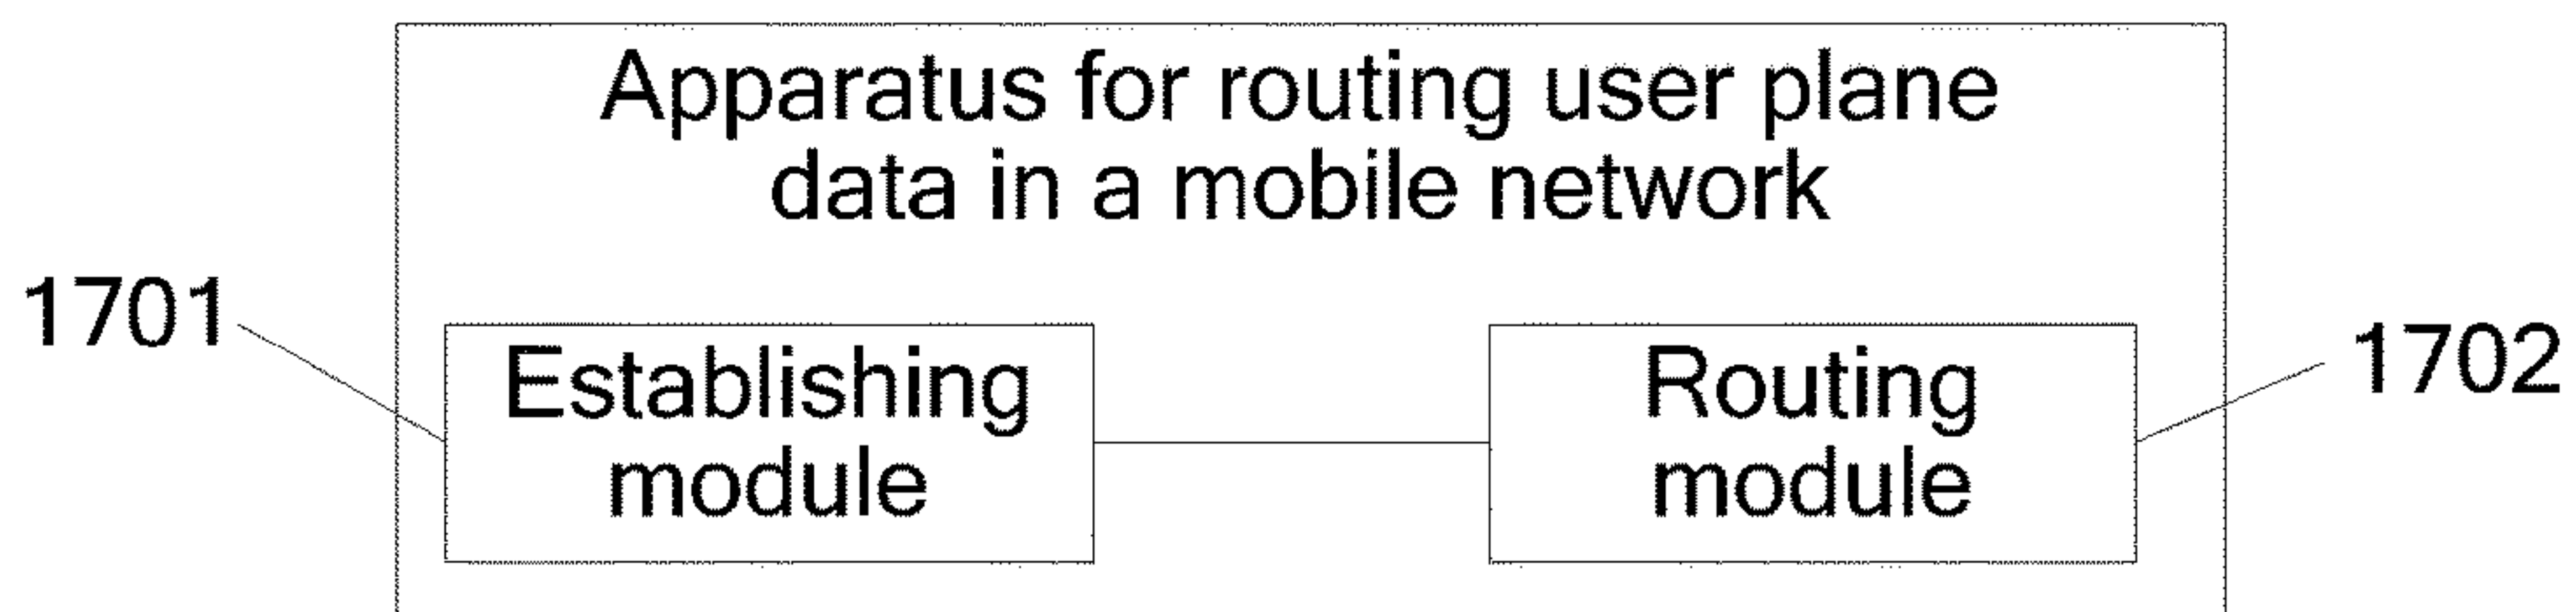 Apparatus for routing user plane
data in a mobile network
1701
Establishing
module
Routing
module
1702